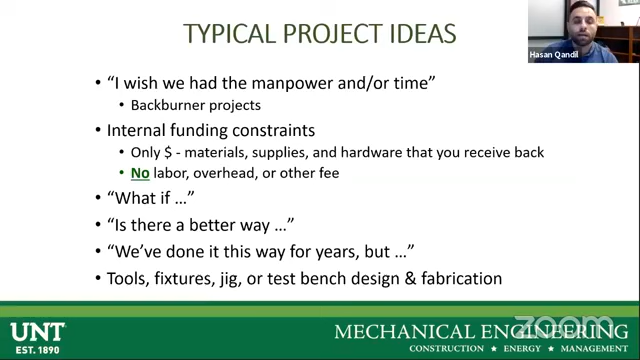 TYPICAL PROJECT IDEAS
Hasan Qandil
• “I wish we had the manpower and/or time”
• Backburner projects
• Internal funding constraints
• Only $ - materials, supplies, and hardware that you receive back
• No labor, overhead, or other fee
• “What if …”
• “Is there a better way …”
• “We’ve done it this way for years, but …”
• Tools, fixtures, jig, or test bench design & fabrication
zoom
UNT
EST. 1890
MECHANICAL ENGINEERING
CONSTRUCTION ★ ENERGY ★ MANAGEMENT